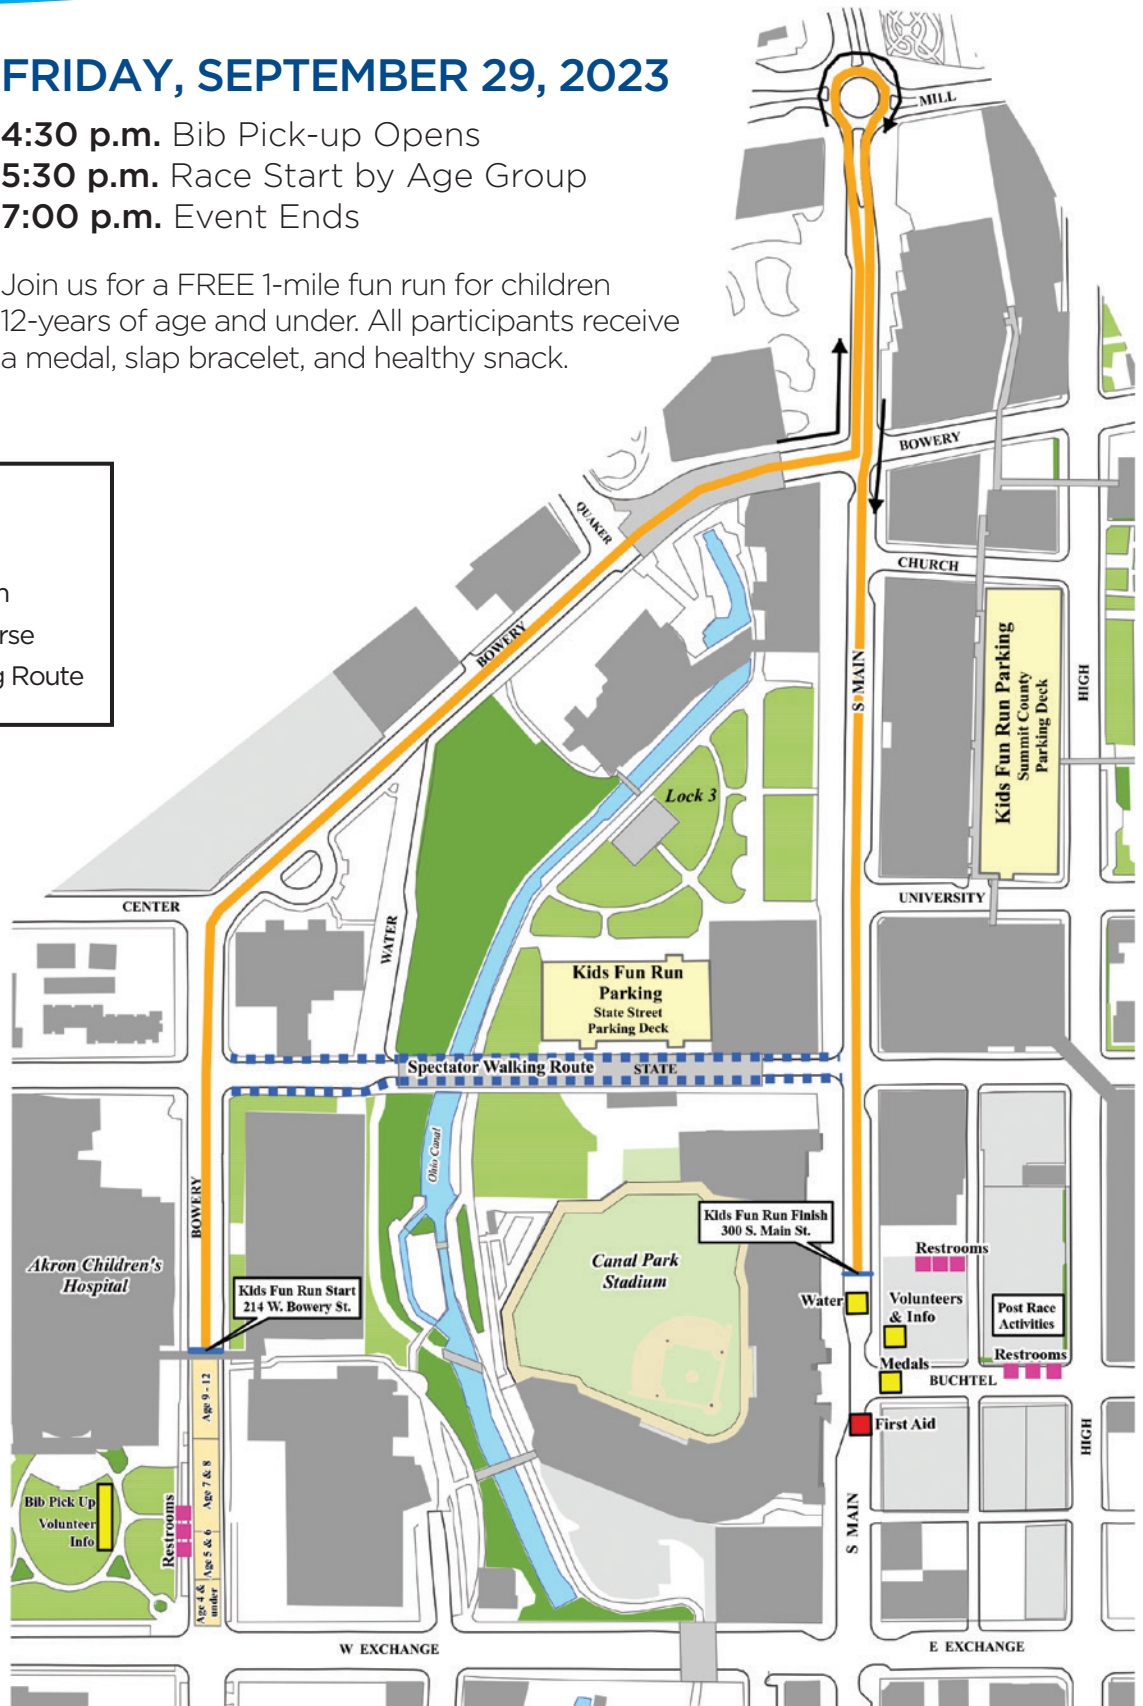 FRIDAY, SEPTEMBER 29, 2023
4:30 p.m. Bib Pick-up Opens
5:30 p.m. Race Start by Age Group
7:00 p.m. Event Ends
Join us for a FREE 1-mile fun run for children
12-years of age and under. All participants receive
a medal, slap bracelet, and healthy snack.
g Route
MILL
BOWERY
QUAKER
CHURCH
BOWERY
S MAIN
Kids Fun Run Parking
Summit County
Parking Deck
HIGH
Lock 3
CENTER
UNIVERSITY
WATER
Kids Fun Run
Parking
State Street
Parking Deck
Spectator Walking Route
STATE
Ohio Canal
BOWERY
Kids Fun Run Finish
300 S. Main St.
Akron Children's
Hospital
Canal Park
Stadium
Restrooms
Kids Fun Run Start
214 W. Bowery St.
Water
Volunteers
& Info
Post Race
Activities
Restrooms
Medals
BUCHTEL
Age 9 - 12
First Aid
HIGH
Age 7 & 8
Bib Pick Up
Volunteer
Info
Restrooms
Age 5 & 6
S MAIN
Age 4 &
under
W EXCHANGE
E EXCHANGE